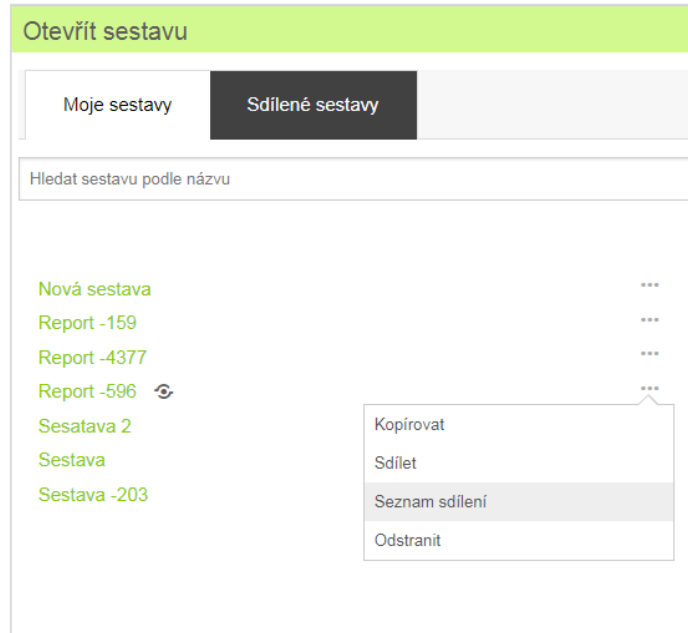 Otevřít sestavu
Moje sestavy
Sdílené sestavy
Hledat sestavu podle názvu
Nová sestava
Report -159
Report -4377
Report -596
Sesatava 2
Sestava
Sestava -203
Kopírovat
Sdílet
Seznam sdílení
Odstranit